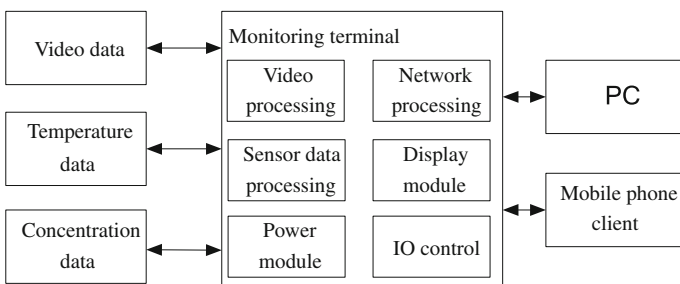 Video data
Temperature
data
Concentration
data
Monitoring terminal
Video
processing
Network
processing
Sensor data
processing
Display
module
Power
module
IO control
PC
Mobile phone
client